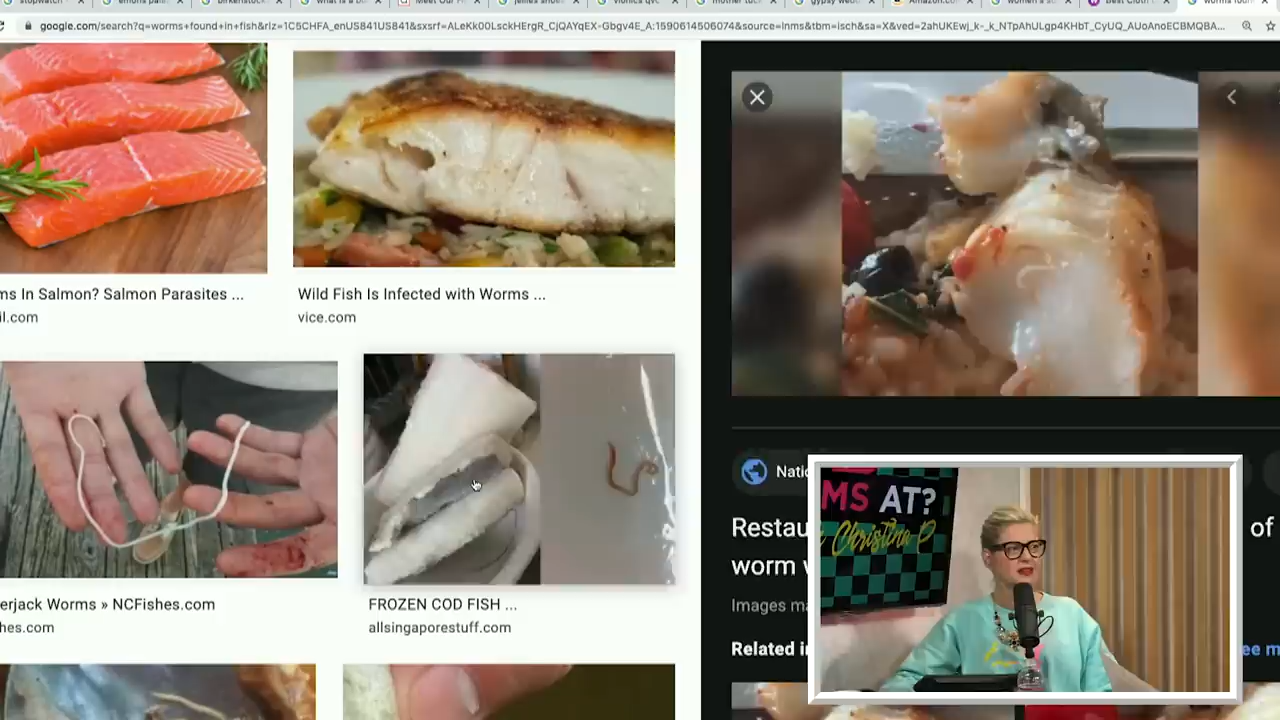 google.com/search?q=worms+found+in+fish&rlz=1C5CHFA_enUS841US841&sxsrf=ALeKk00LsckHERgR_CjQAYqEX-Gbgv4E_A:1590614506074&source=lnms&tbm=isch&sa=X&ved=2ahUKEwj_k-_k_NTpAhULgp4KHbT_CyUQ_AUoAnoECBMQBA...
ms In Salmon? Salmon Parasites ...
il.com
Wild Fish Is Infected with Worms ...
vice.com
erjack Worms » NCFishes.com
hes.com
FROZEN COD FISH ...
allsingaporestuff.com
Natio
Restau
of
worm w
Images ma
Related i
ee m
MS AT?
Christina P